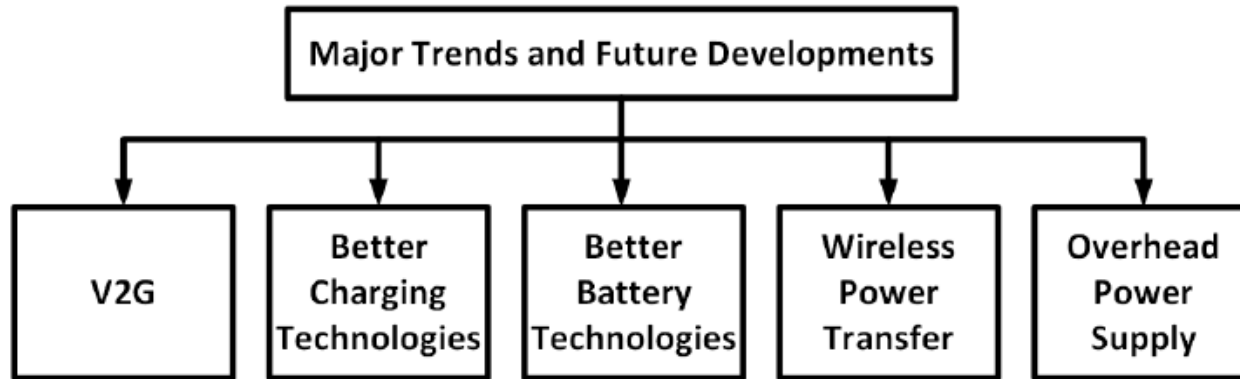 Major Trends and Future Developments
V2G
Better
Charging
Technologies
Better
Battery
Technologies
Wireless
Power
Transfer
Overhead
Power
Supply